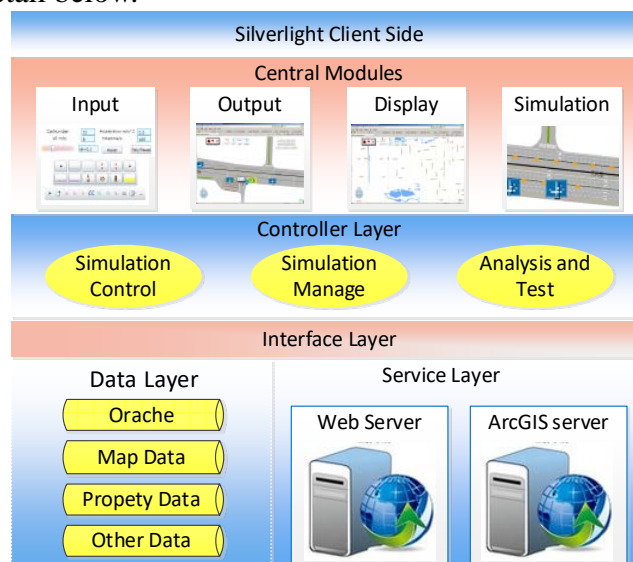 Silverlight Client Side
Central Modules
Input
Output
Display
Simulation
Controller Layer
Simulation
Control
Simulation
Manage
Analysis and
Test
Interface Layer
Data Layer
Orache
Map Data
Propety Data
Other Data
Service Layer
Web Server
ArcGIS server